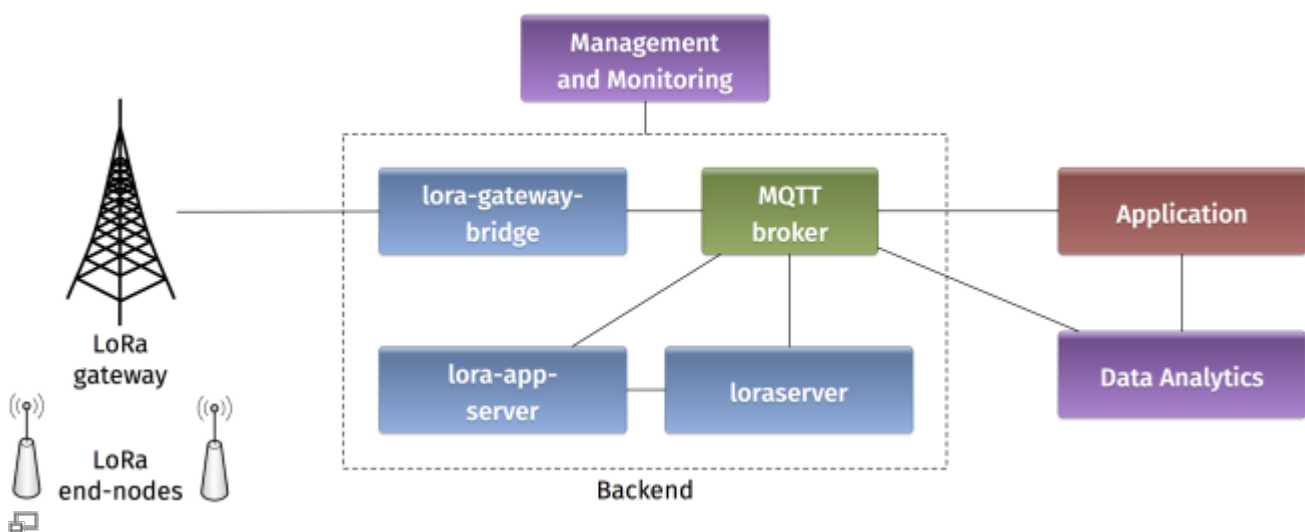 Management
and Monitoring
lora-gateway-
bridge
MQTT
broker
Application
LoRa
gateway
lora-app-
server
loraserver
Data Analytics
LoRa
end-nodes
Backend